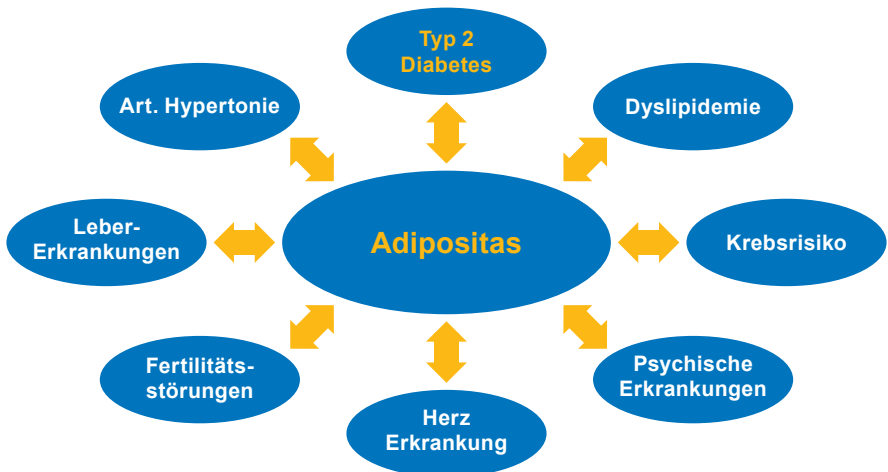 Typ 2
Diabetes
Art. Hypertonie
Dyslipidemie
Leber-
Erkrankungen
Adipositas
Krebsrisiko
Fertilitäts-
störungen
Psychische
Erkrankungen
Herz
Erkrankung